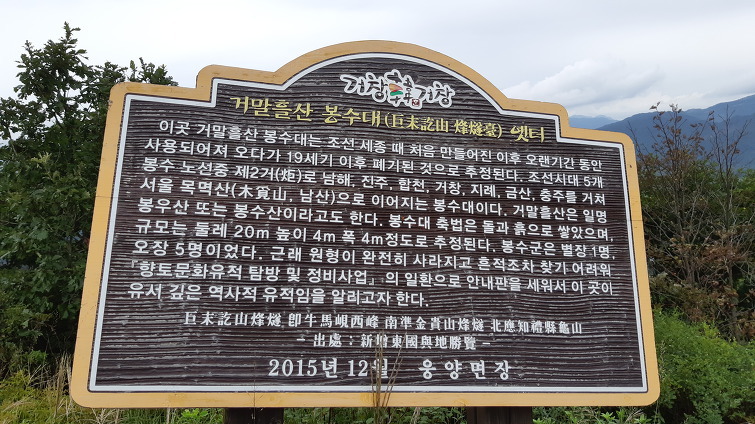 거창한거창
거말흘산 봉수대(巨末訖山 烽燧臺) 옛터
이곳 거말흘산 봉수대는 조선 세종 때 처음 만들어진 이후 오랜기간 동안
사용되어져 오다가 19세기 이후 폐기된 것으로 추정된다. 조선시대 5개
봉수 노선중 제2거(炬)로 남해, 진주, 합천, 거창, 지례, 금산, 충주를 거쳐
서울 목멱산(木覓山, 남산)으로 이어지는 봉수대이다. 거말흘산은 일명
봉우산 또는 봉수산이라고도 한다. 봉수대 축법은 돌과 흙으로 쌓았으며,
규모는 둘레 20m 높이 4m 폭 4m정도로 추정된다. 봉수군은 별장 1명,
오장 5명이었다. 근래 원형이 완전히 사라지고 흔적조차 찾기 어려워
『향토문화유적 탐방 및 정비사업』의 일환으로 안내판을 세워서 이 곳이
유서 깊은 역사적 유적임을 알리고자 한다.
巨末訖山烽燧 卽牛馬峴西峰 南準金貴山烽燧 北應知禮縣龜山
- 出處 : 新增東國輿地勝覽 -
2015년 12월 웅양면장